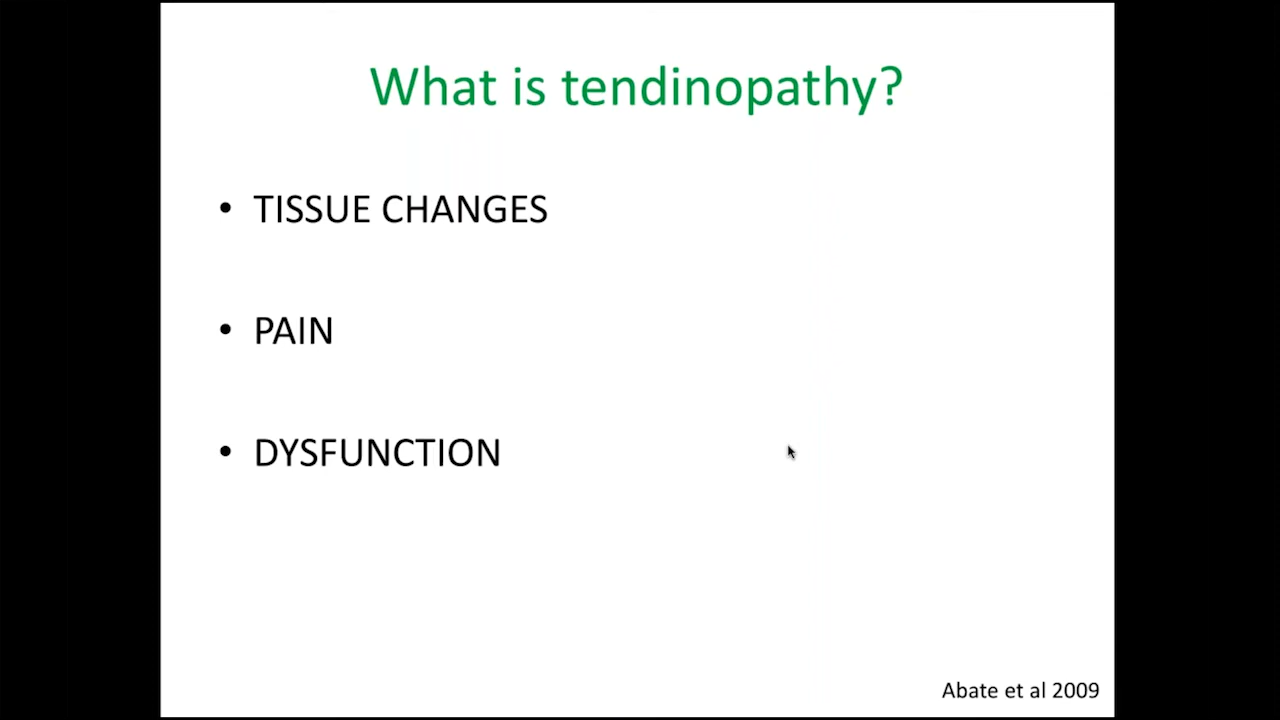 What is tendinopathy?
• TISSUE CHANGES
• PAIN
• DYSFUNCTION
Abate et al 2009